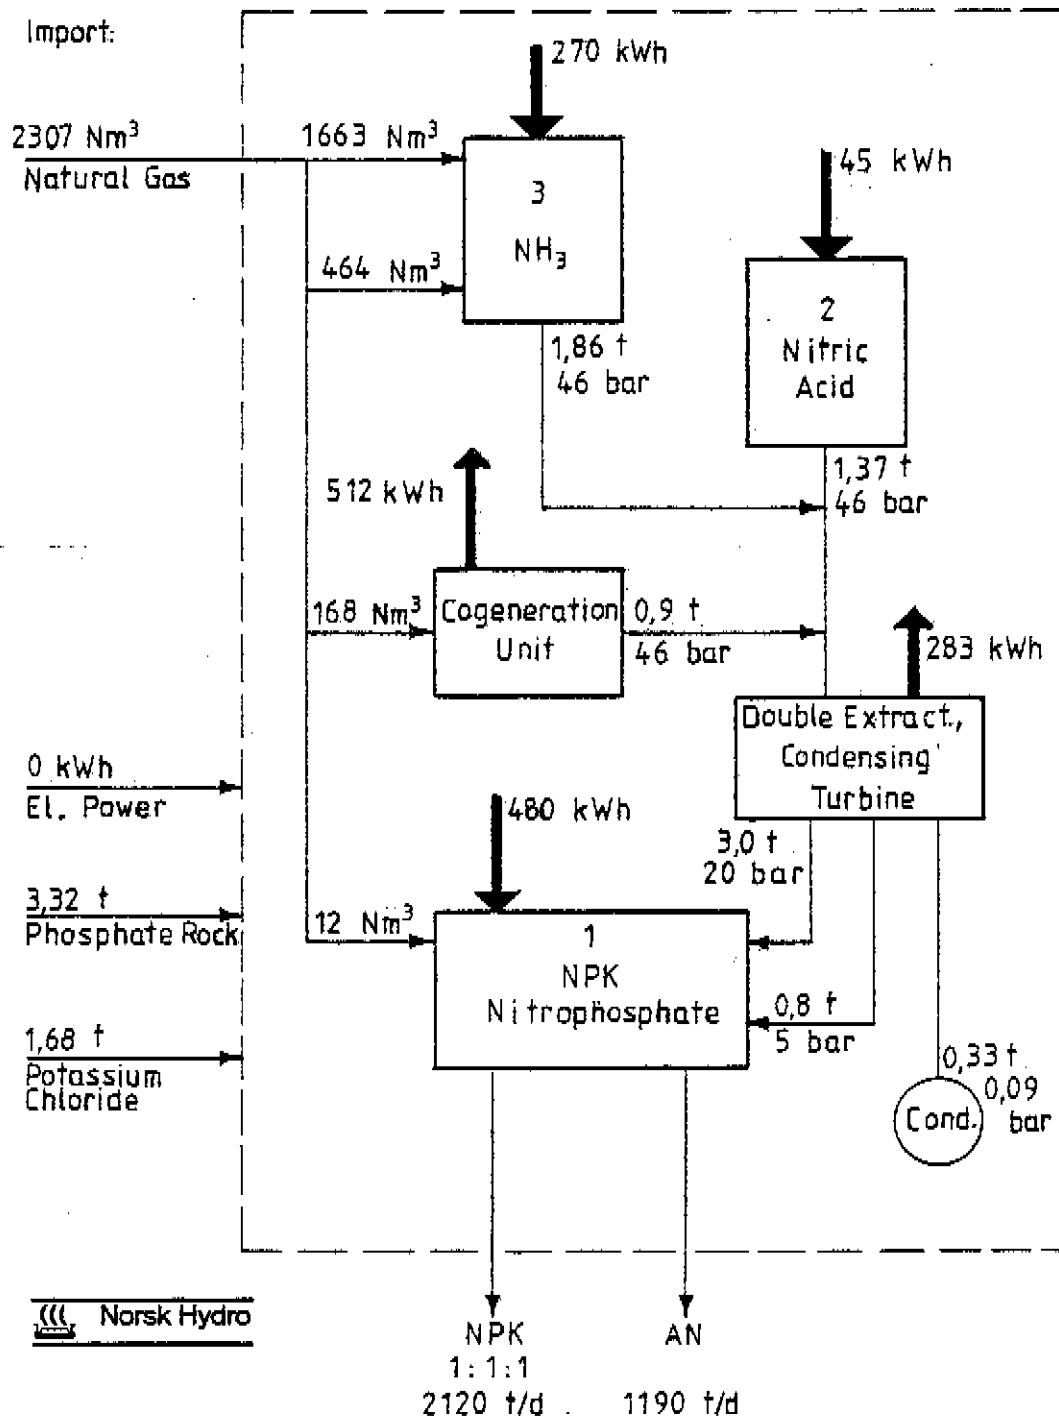 Import:
270 kWh
2307 Nm³
Natural Gas
1663 Nm³
45 kWh
3
NH₃
464 Nm³
2
Nitric
Acid
1,86 t
46 bar
1,37 t
46 bar
512 kWh
168 Nm³
Cogeneration
Unit
0,9 t
46 bar
283 kWh
Double Extract.,
Condensing
Turbine
0 kWh
El. Power
480 kWh
3,0 t
20 bar
3,32 t
Phosphate Rock
12 Nm³
1
NPK
Nitrophosphate
0,8 t
5 bar
1,68 t
Potassium
Chloride
0,33 t
0,09
bar
Cond.
Norsk Hydro
NPK
1:1:1
2120 t/d
AN
1190 t/d